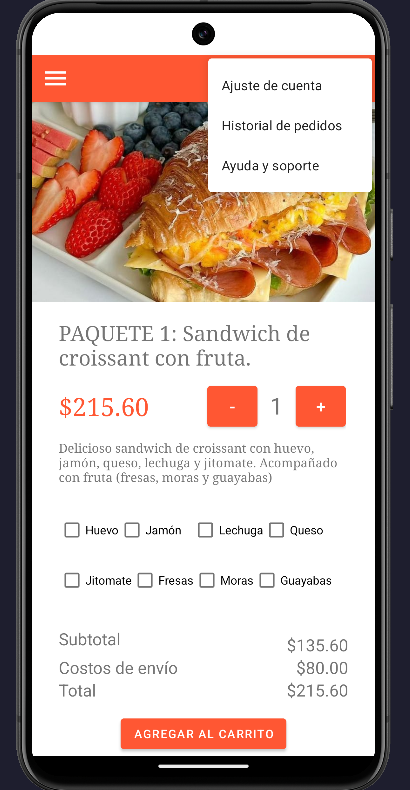 Ajuste de cuenta
Historial de pedidos
Ayuda y soporte
PAQUETE 1: Sandwich de
croissant con fruta.
$215.60 - 1 +
Delicioso sandwich de croissant con huevo,
jamón, queso, lechuga y jitomate. Acompañado
con fruta (fresas, moras y guayabas)
Huevo Jamón Lechuga Queso
Jitomate Fresas Moras Guayabas
Subtotal $135.60
Costos de envío $80.00
Total $215.60
AGREGAR AL CARRITO